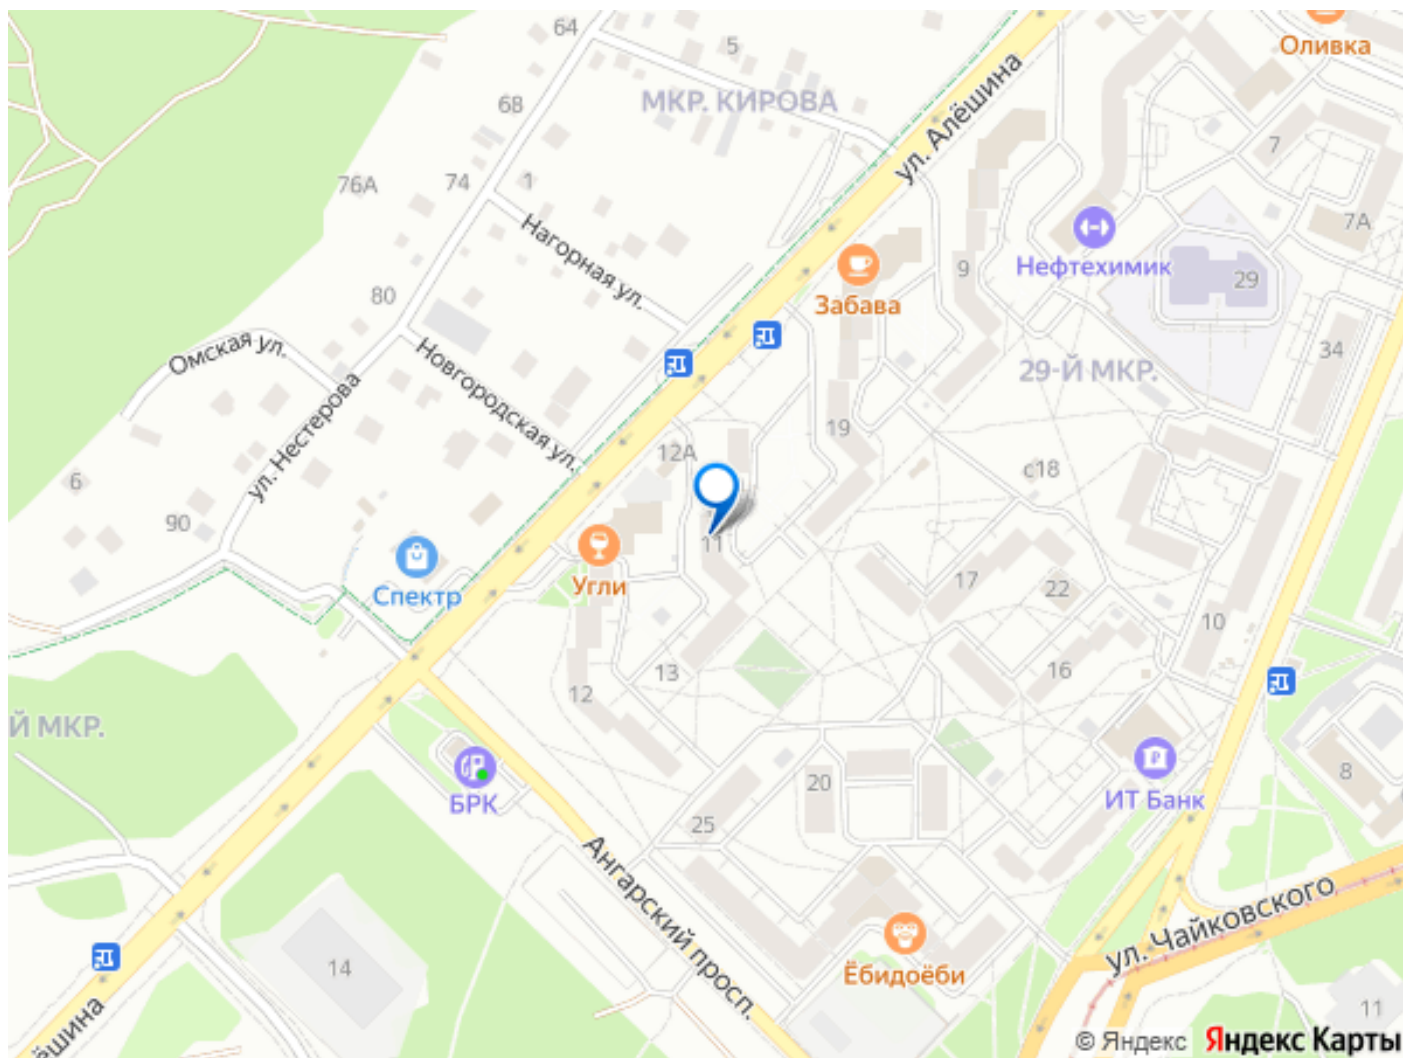 64
5
Оливка
МКР. КИРОВА
68
ул. Алёшина
7
76А
74
1
7А
Нагорная ул.
9
Нефтехимик
29
80
Забава
Омская ул.
Новгородская ул.
29-Й МКР.
34
ул. Нестерова
19
12А
с18
6
90
11
Спектр
Угли
17
22
10
13
16
12
Й МКР.
8
20
ИТ Банк
БРК
25
Ангарский просп.
ул. Чайковского
14
Ёбидоёби
11
ёшина
© Яндекс Яндекс Карты